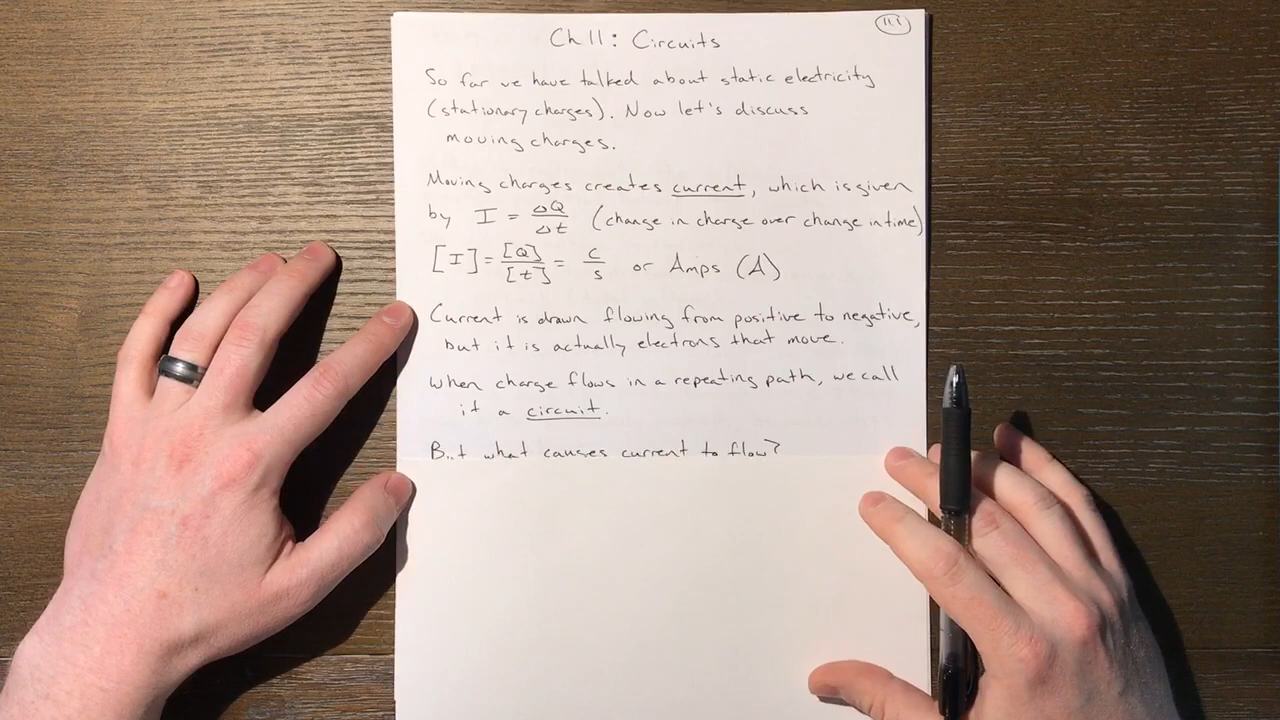 11.1
Ch 11: Circuits
So far we have talked about static electricity
(stationary charges). Now let's discuss
moving charges.
Moving charges creates current, which is given
by I = ΔQ/Δt (change in charge over change in time)
[I] = [Q]/[t] = C/s or Amps (A)
Current is drawn flowing from positive to negative,
but it is actually electrons that move.
When charge flows in a repeating path, we call
it a circuit.
But what causes current to flow?